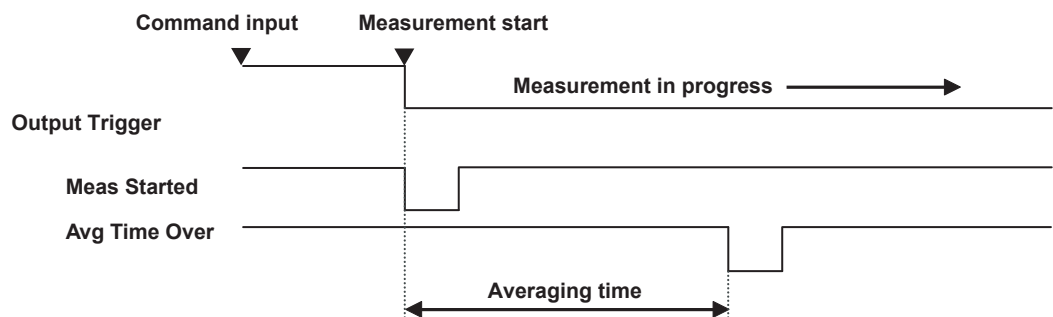 Command input
Measurement start
Measurement in progress
Output Trigger
Meas Started
Avg Time Over
Averaging time